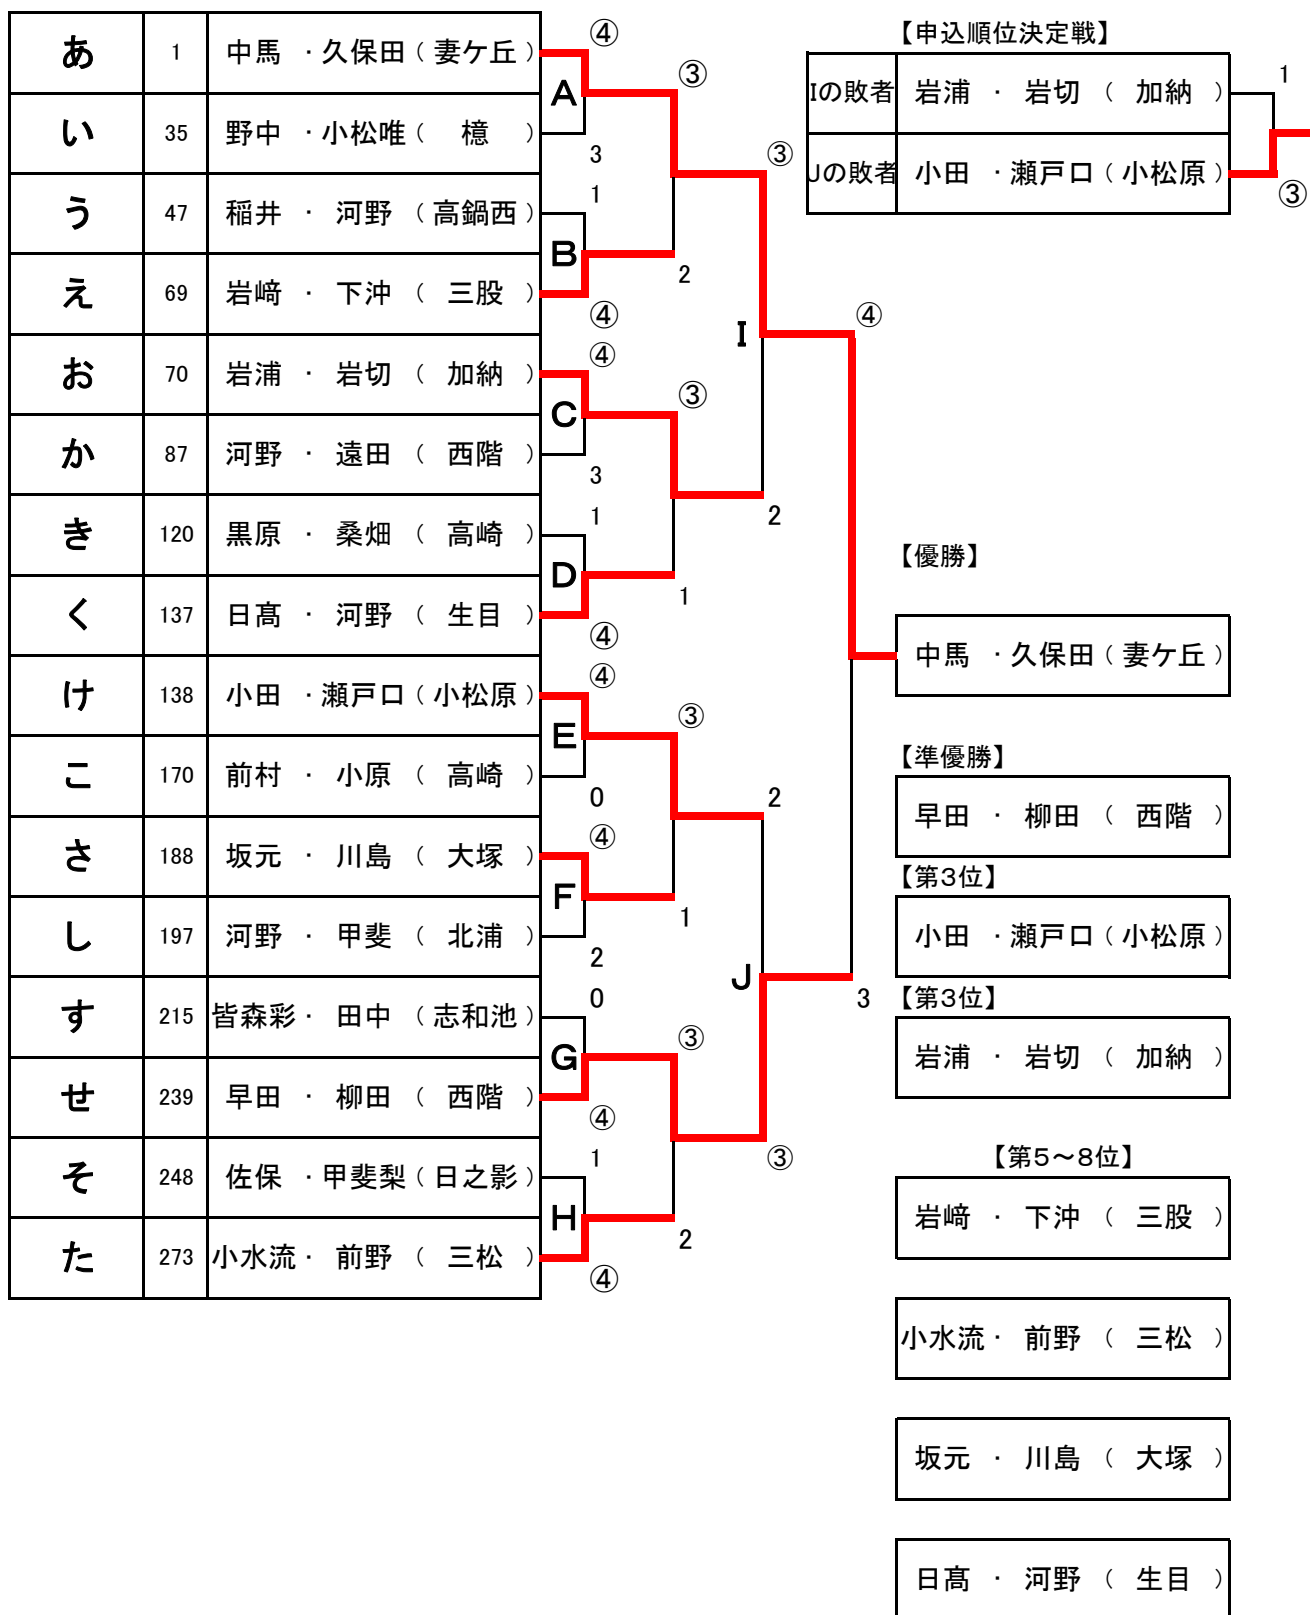 あ 1 中馬 ・久保田（妻ケ丘）
い 35 野中 ・小松唯（ 檍 ）
う 47 稲井 ・ 河野 （高鍋西）
え 69 岩﨑 ・ 下沖 （ 三股 ）
お 70 岩浦 ・ 岩切 （ 加納 ）
か 87 河野 ・ 遠田 （ 西階 ）
き 120 黒原 ・ 桑畑 （ 高崎 ）
く 137 日髙 ・ 河野 （ 生目 ）
け 138 小田 ・瀬戸口（小松原）
こ 170 前村 ・ 小原 （ 高崎 ）
さ 188 坂元 ・ 川島 （ 大塚 ）
し 197 河野 ・ 甲斐 （ 北浦 ）
す 215 皆森彩・ 田中 （志和池）
せ 239 早田 ・ 柳田 （ 西階 ）
そ 248 佐保 ・甲斐梨（日之影）
た 273 小水流・ 前野 （ 三松 ）
④
A
3
1
B
④
④
C
3
1
D
④
④
E
0
④
F
2
0
G
④
1
H
④
③
2
③
1
③
1
③
2
③
I
2
2
J
③
④
3
【申込順位決定戦】
Iの敗者 岩浦 ・ 岩切 （ 加納 ） 1
Jの敗者 小田 ・瀬戸口（小松原） ③
【優勝】
中馬 ・久保田（妻ケ丘）
【準優勝】
早田 ・ 柳田 （ 西階 ）
【第3位】
小田 ・瀬戸口（小松原）
【第3位】
岩浦 ・ 岩切 （ 加納 ）
【第5～8位】
岩﨑 ・ 下沖 （ 三股 ）
小水流・ 前野 （ 三松 ）
坂元 ・ 川島 （ 大塚 ）
日髙 ・ 河野 （ 生目 ）